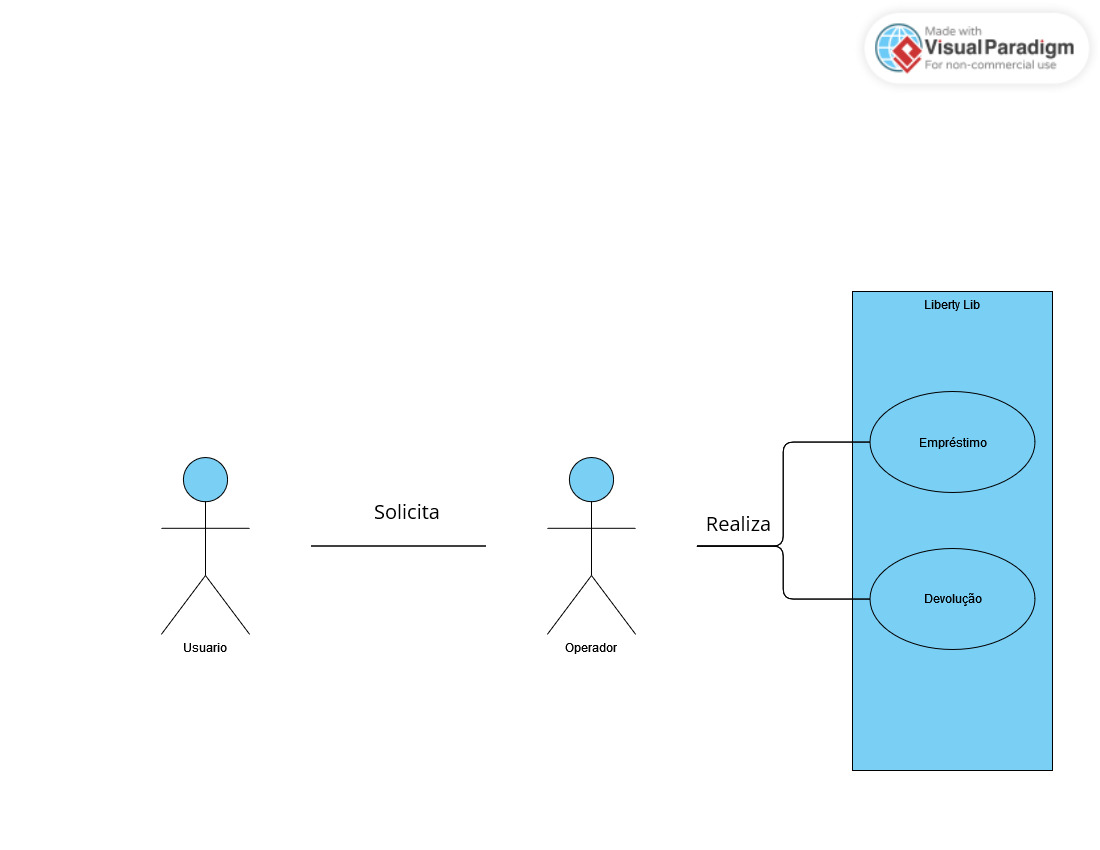 Made with
Visual Paradigm
For non-commercial use
Liberty Lib
Empréstimo
Solicita
Realiza
Devolução
Usuario
Operador